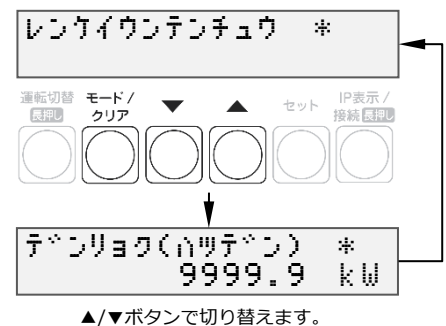 レンケイウンテンチュウ *
運転切替 モード/ ▼ ▲ セット IP表示/
長押し クリア 接続 長押し
デンリョク(ハツデン) *
9999.9 kW
▲/▼ボタンで切り替えます。